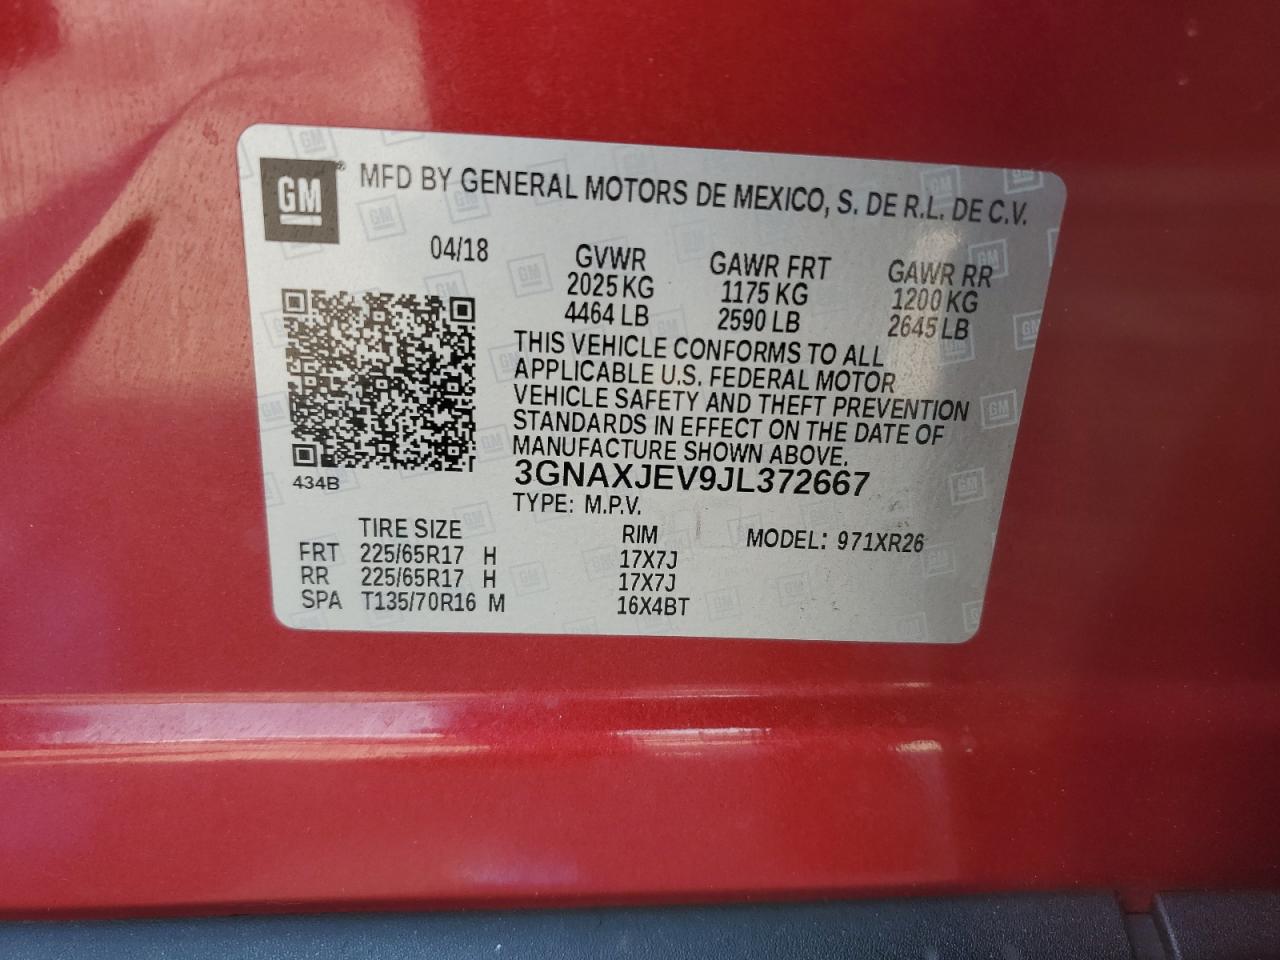 GM® MFD BY GENERAL MOTORS DE MEXICO, S. DE R.L. DE C.V.
04/18 GVWR GAWR FRT GAWR RR
2025 KG 1175 KG 1200 KG
4464 LB 2590 LB 2645 LB
THIS VEHICLE CONFORMS TO ALL
APPLICABLE U.S. FEDERAL MOTOR
VEHICLE SAFETY AND THEFT PREVENTION
STANDARDS IN EFFECT ON THE DATE OF
MANUFACTURE SHOWN ABOVE.
434B
3GNAXJEV9JL372667
TYPE: M.P.V.
TIRE SIZE RIM MODEL: 971XR26
FRT 225/65R17 H 17X7J
RR 225/65R17 H 17X7J
SPA T135/70R16 M 16X4BT